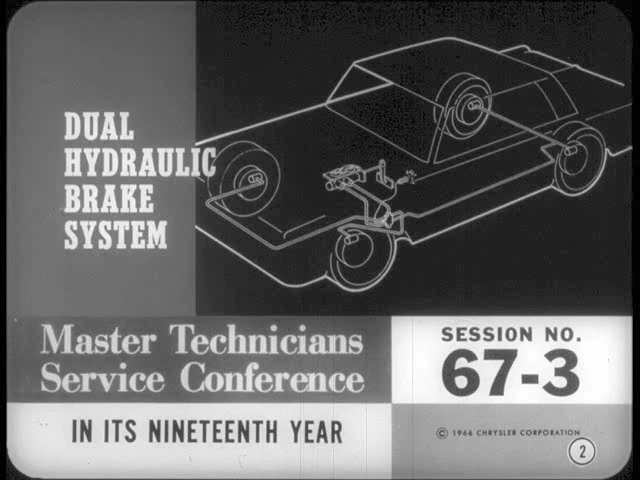 DUAL
HYDRAULIC
BRAKE
SYSTEM
Master Technicians
Service Conference
SESSION NO.
67-3
IN ITS NINETEENTH YEAR
© 1966 CHRYSLER CORPORATION
2